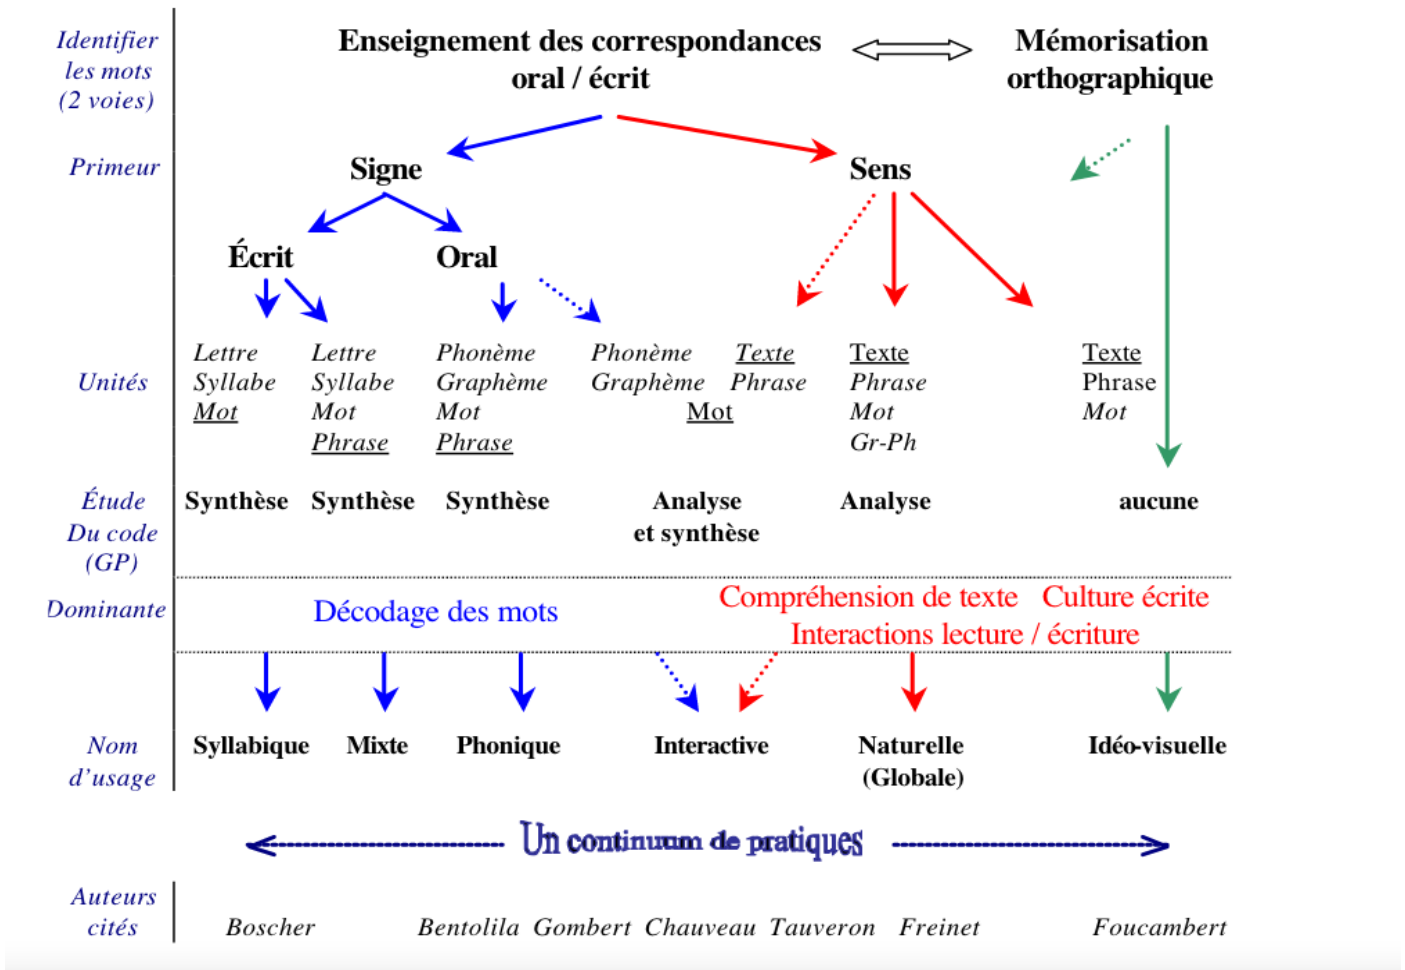 Identifier
les mots
(2 voies)
Enseignement des correspondances
oral / écrit
Mémorisation
orthographique
Primeur
Signe
Sens
Écrit
Oral
Unités
Lettre
Syllabe
Mot
Lettre
Syllabe
Mot
Phrase
Phonème
Graphème
Mot
Phrase
Phonème
Graphème
Texte
Phrase
Mot
Texte
Phrase
Mot
Gr-Ph
Texte
Phrase
Mot
Étude
Du code
(GP)
Synthèse
Synthèse
Synthèse
Analyse
et synthèse
Analyse
aucune
Dominante
Décodage des mots
Compréhension de texte Culture écrite
Interactions lecture / écriture
Nom
d'usage
Syllabique
Mixte
Phonique
Interactive
Naturelle
(Globale)
Idéo-visuelle
Un continuum de pratiques
Auteurs
cités
Boscher
Bentolila
Gombert
Chauveau
Tauveron
Freinet
Foucambert